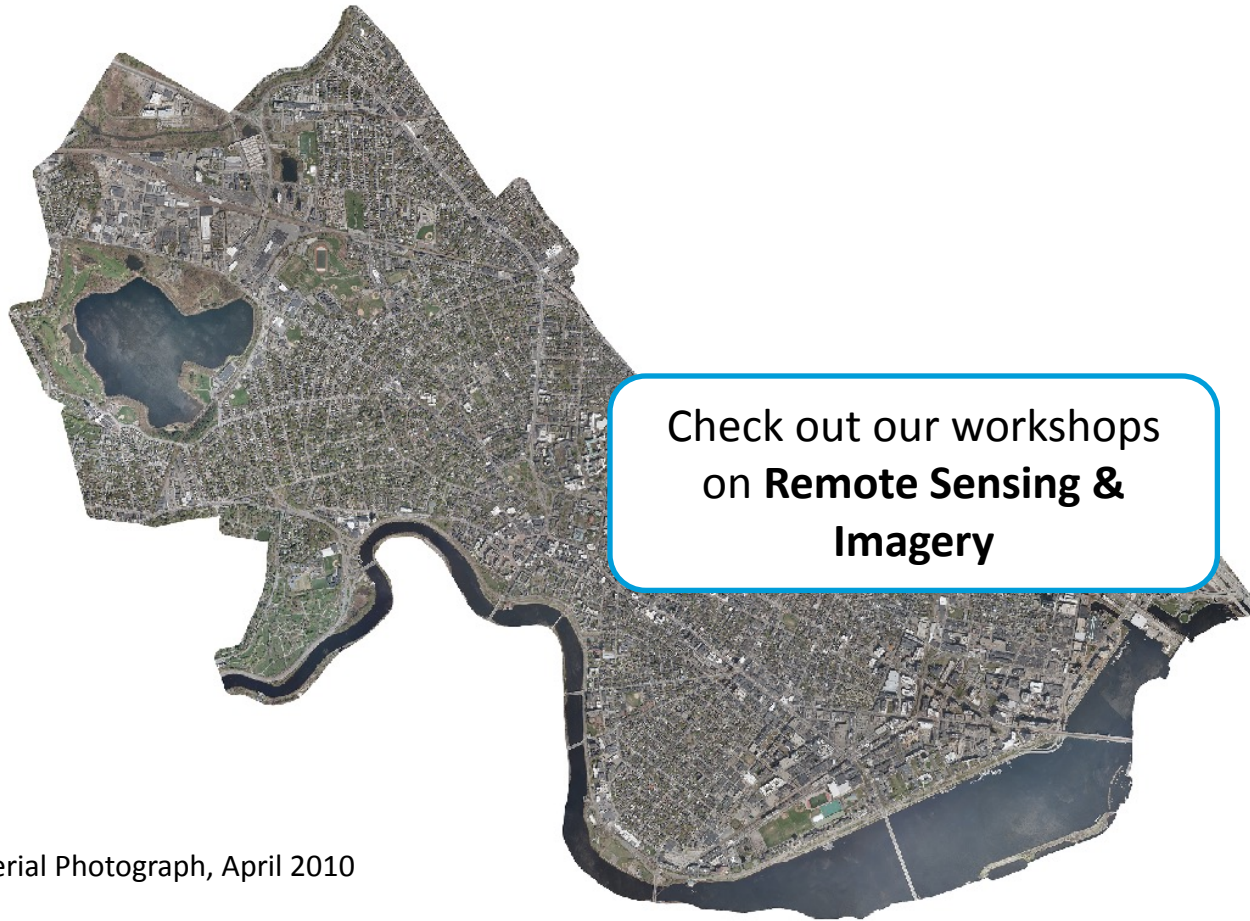 Check out our workshops
on Remote Sensing &
Imagery
erial Photograph, April 2010